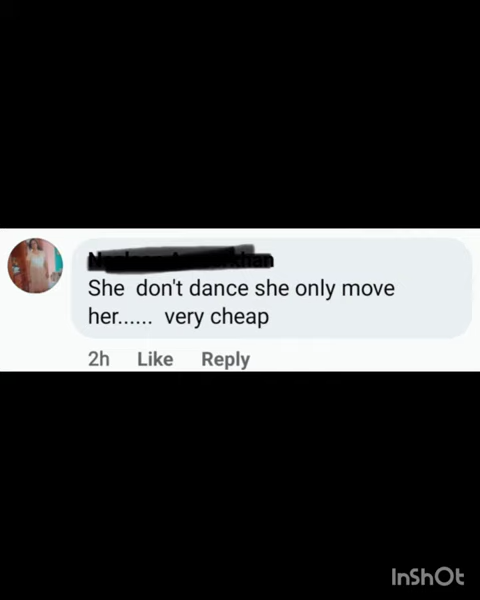 She don't dance she only move
her...... very cheap
2h Like Reply
InShOt